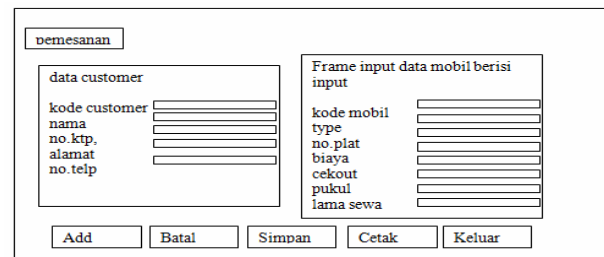 pemesanan
data customer
kode customer
nama
no.ktp,
alamat
no.telp
Frame input data mobil berisi
input
kode mobil
type
no.plat
biaya
cekout
pukul
lama sewa
Add
Batal
Simpan
Cetak
Keluar